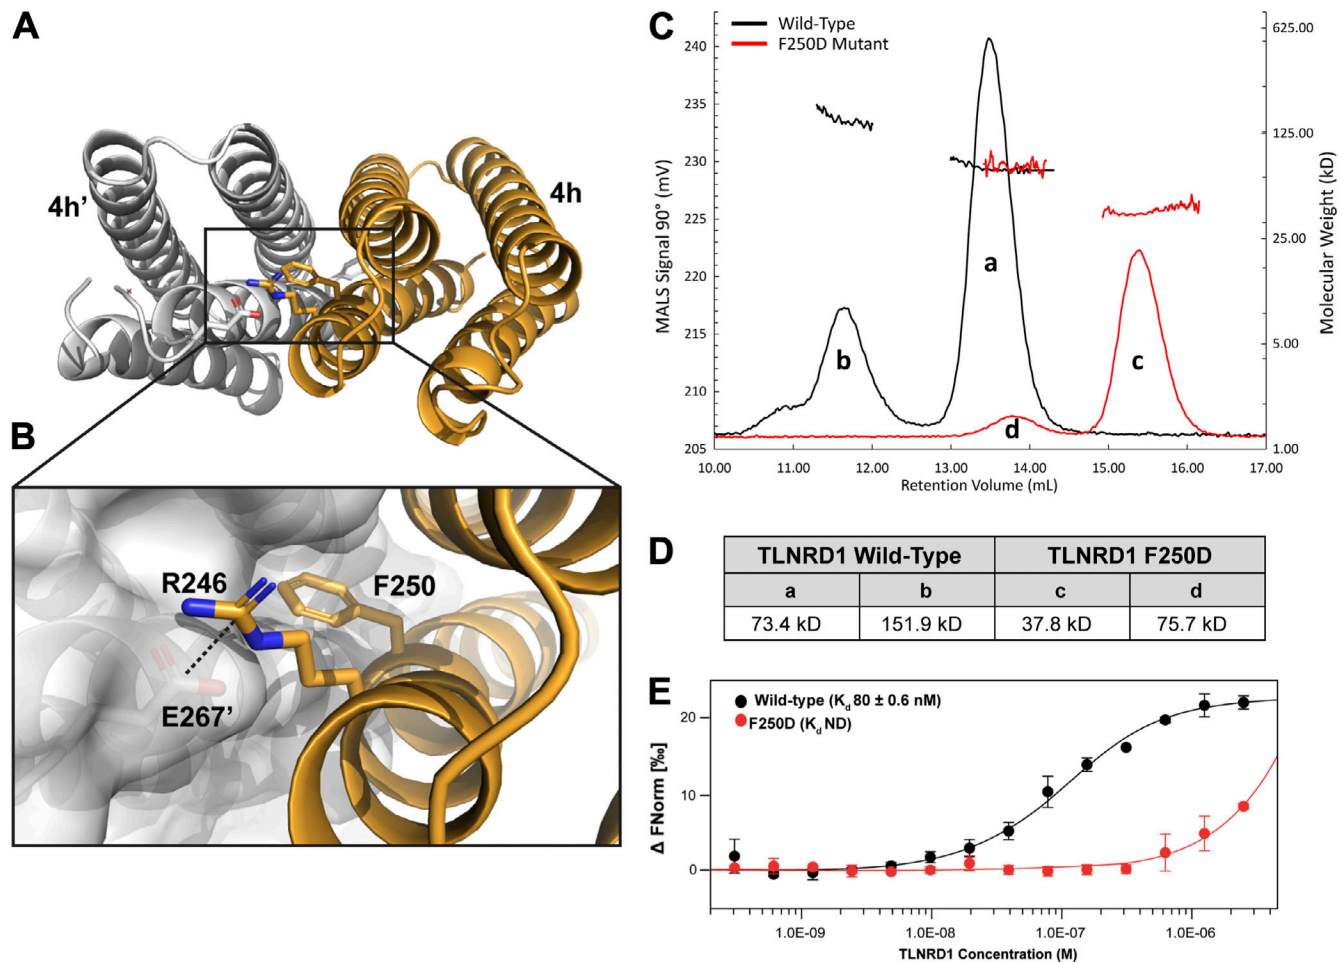 A
4h'
4h
B
R246
F250
E267'
C
Wild-Type
F250D Mutant
MALS Signal 90° (mV)
240
235
230
225
220
215
210
205
625.00
125.00
25.00
5.00
1.00
Molecular Weight (kD)
a
b
c
d
10.00 11.00 12.00 13.00 14.00 15.00 16.00 17.00
Retention Volume (mL)
D
TLNRD1 Wild-Type TLNRD1 F250D
a b c d
73.4 kD 151.9 kD 37.8 kD 75.7 kD
E
Wild-type (Kd 80 ± 0.6 nM)
F250D (Kd ND)
Δ FNorm [‰]
20
10
0
1.0E-09 1.0E-08 1.0E-07 1.0E-06
TLNRD1 Concentration (M)